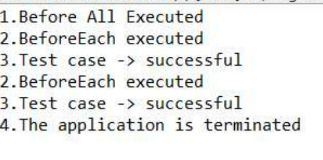 1.Before All Executed
2.BeforeEach executed
3.Test case -> successful
2.BeforeEach executed
3.Test case -> successful
4.The application is terminated